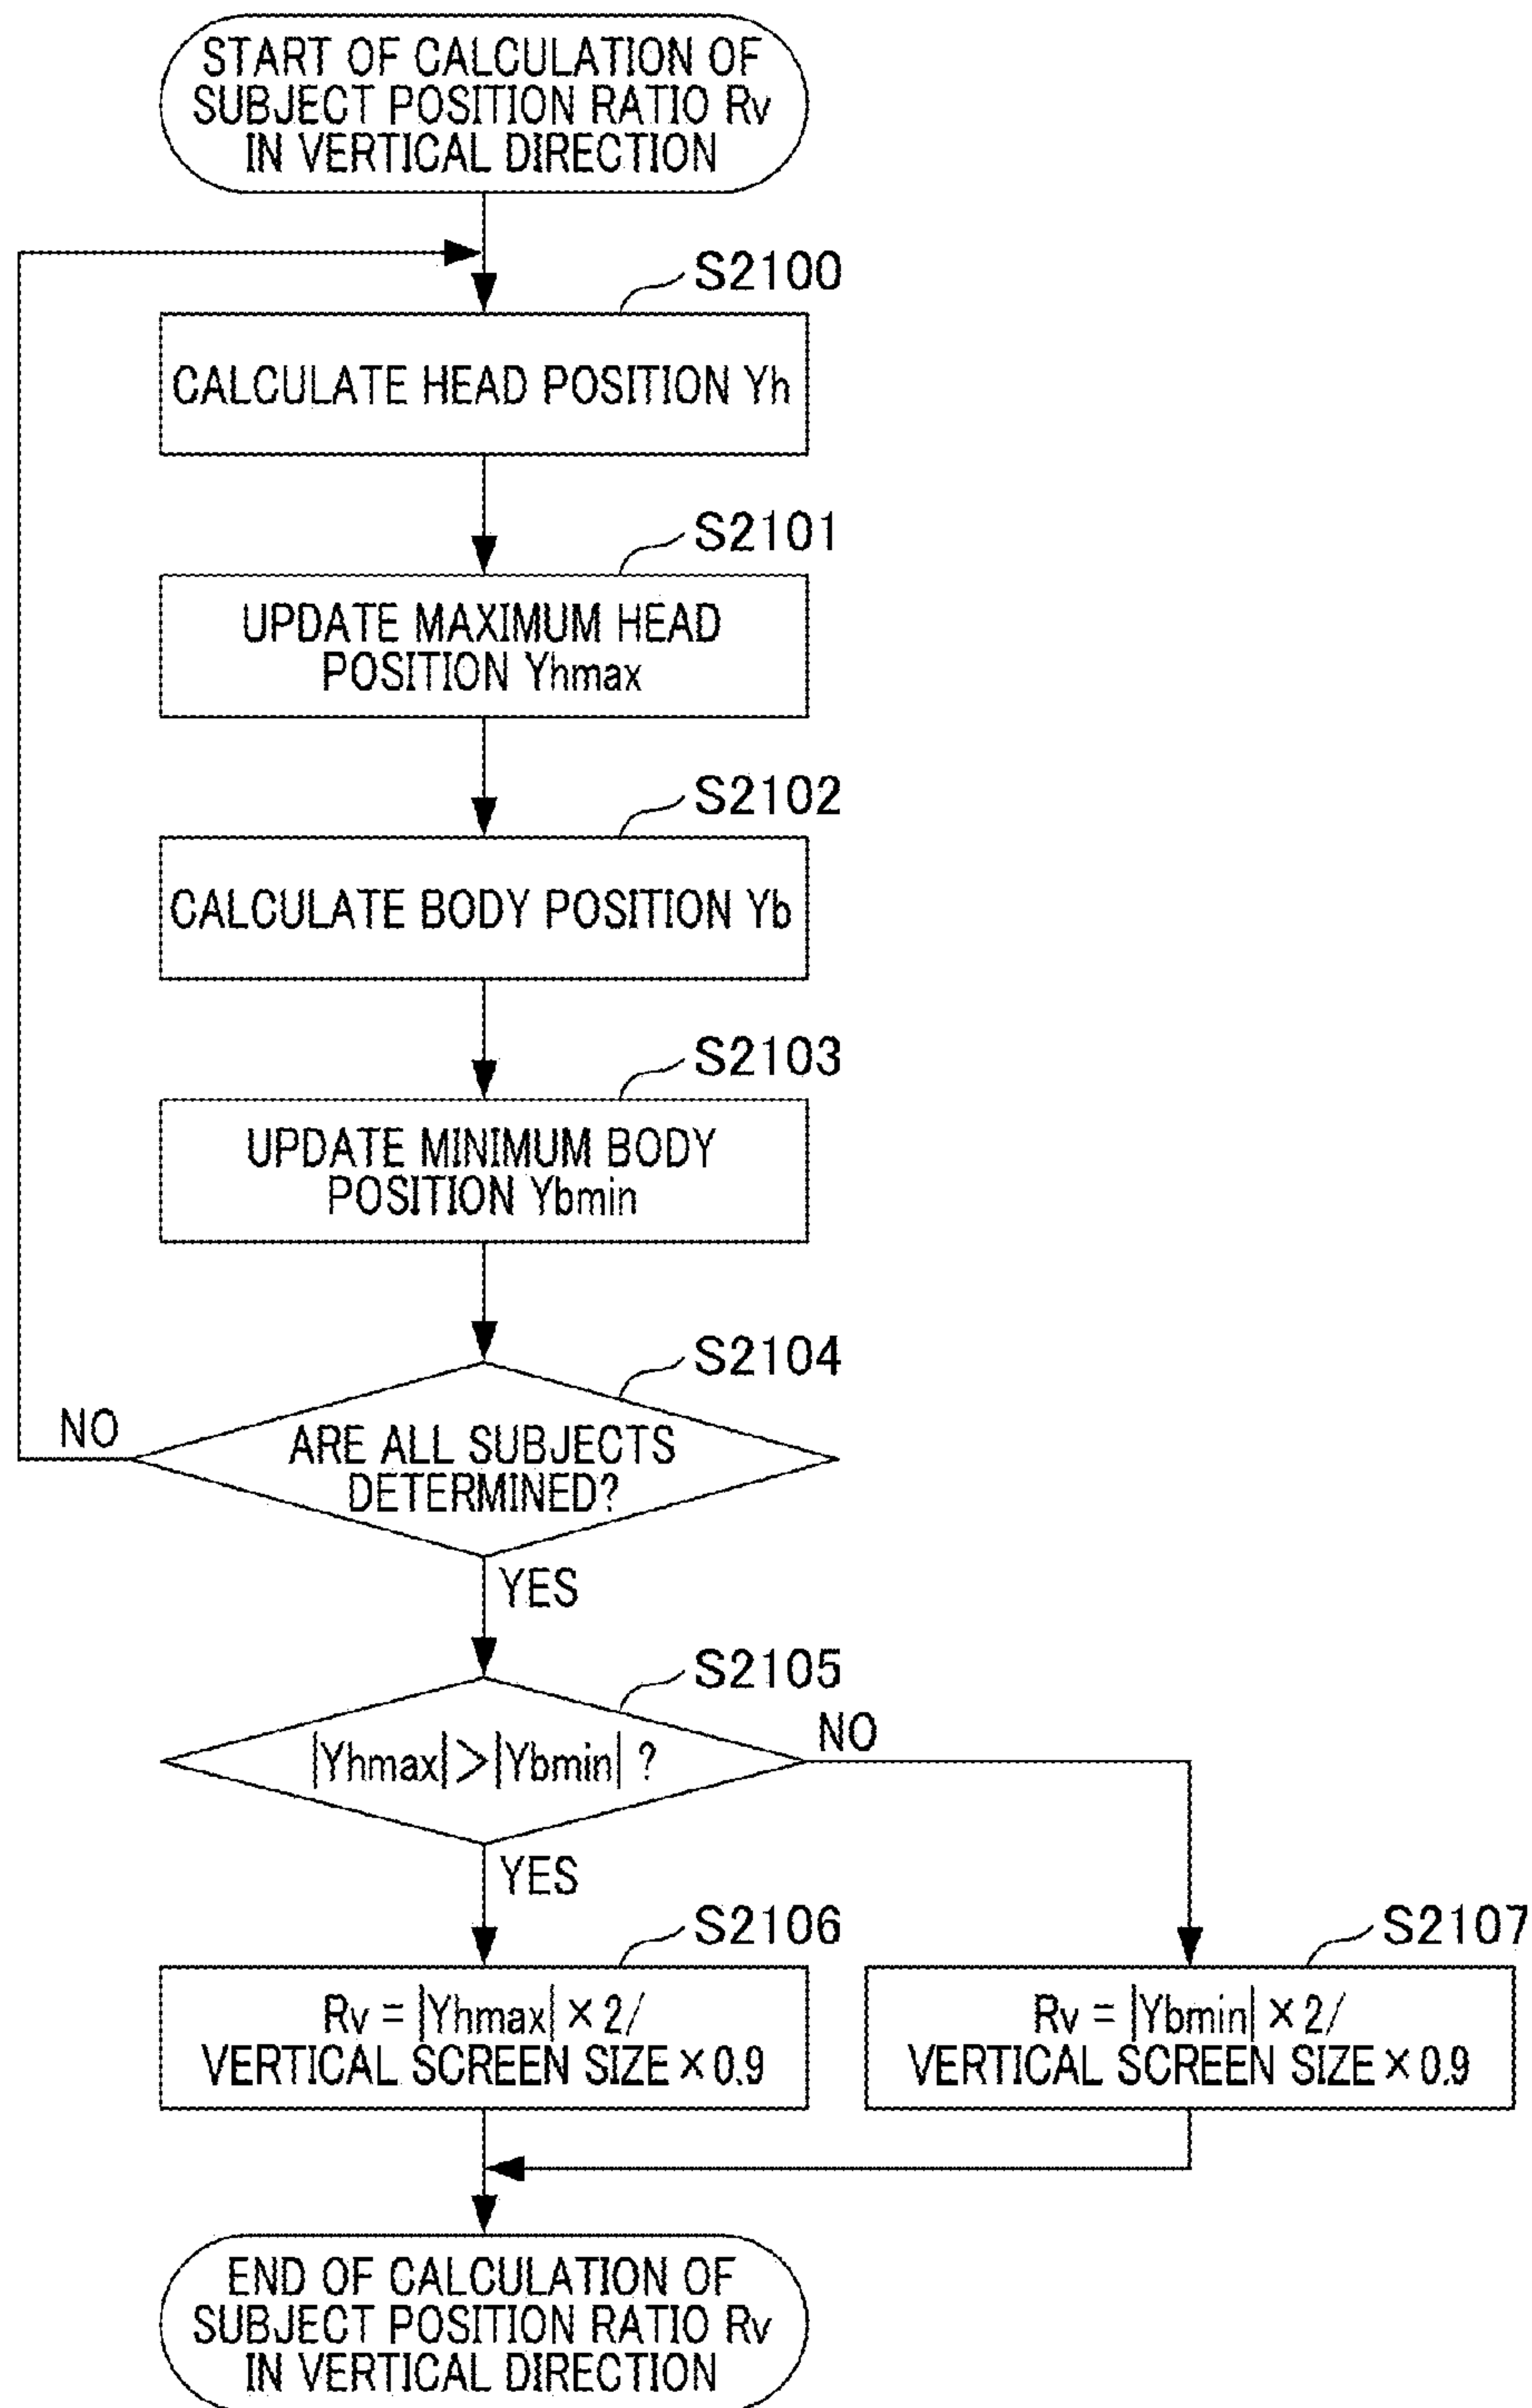 START OF CALCULATION OF
SUBJECT POSITION RATIO Rv
IN VERTICAL DIRECTION
S2100
CALCULATE HEAD POSITION Yh
S2101
UPDATE MAXIMUM HEAD
POSITION Yhmax
S2102
CALCULATE BODY POSITION Yb
S2103
UPDATE MINIMUM BODY
POSITION Ybmin
S2104
NO
ARE ALL SUBJECTS
DETERMINED?
YES
S2105
NO
|Yhmax|>|Ybmin| ?
YES
S2106
Rv = |Yhmax| × 2/
VERTICAL SCREEN SIZE × 0.9
S2107
Rv = |Ybmin| × 2/
VERTICAL SCREEN SIZE × 0.9
END OF CALCULATION OF
SUBJECT POSITION RATIO Rv
IN VERTICAL DIRECTION